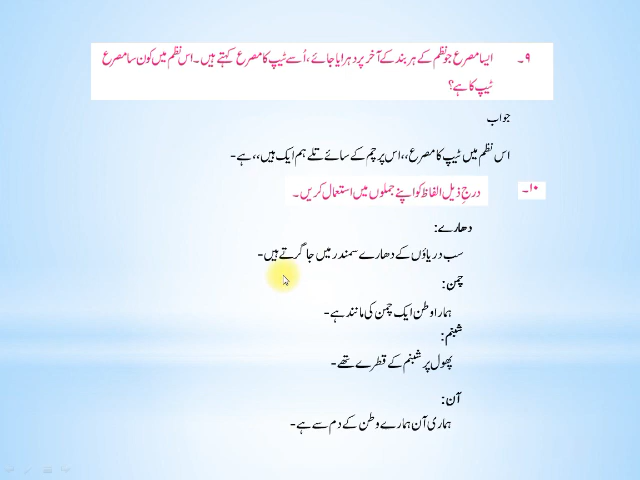 ۹۔ ایسا مصرع جو نظم کے ہر بند کے آخر پر دہرایا جائے، اُسے ٹیپ کا مصرع کہتے ہیں۔ اس نظم میں کون سا مصرع
ٹیپ کا ہے؟
جواب
اس نظم میں ٹیپ کا مصرع ،،اس پرچم کے سائے تلے ہم ایک ہیں،، ہے-
۱۰۔ درج ذیل الفاظ کو اپنے جملوں میں استعمال کریں۔
دھارے:
سب دریاؤں کے دھارے سمندر میں جا گرتے ہیں-
چمن:
ہمارا وطن ایک چمن کی مانند ہے-
شبنم:
پھول پر شبنم کے قطرے تھے-
آن:
ہماری آن ہمارے وطن کے دم سے ہے-